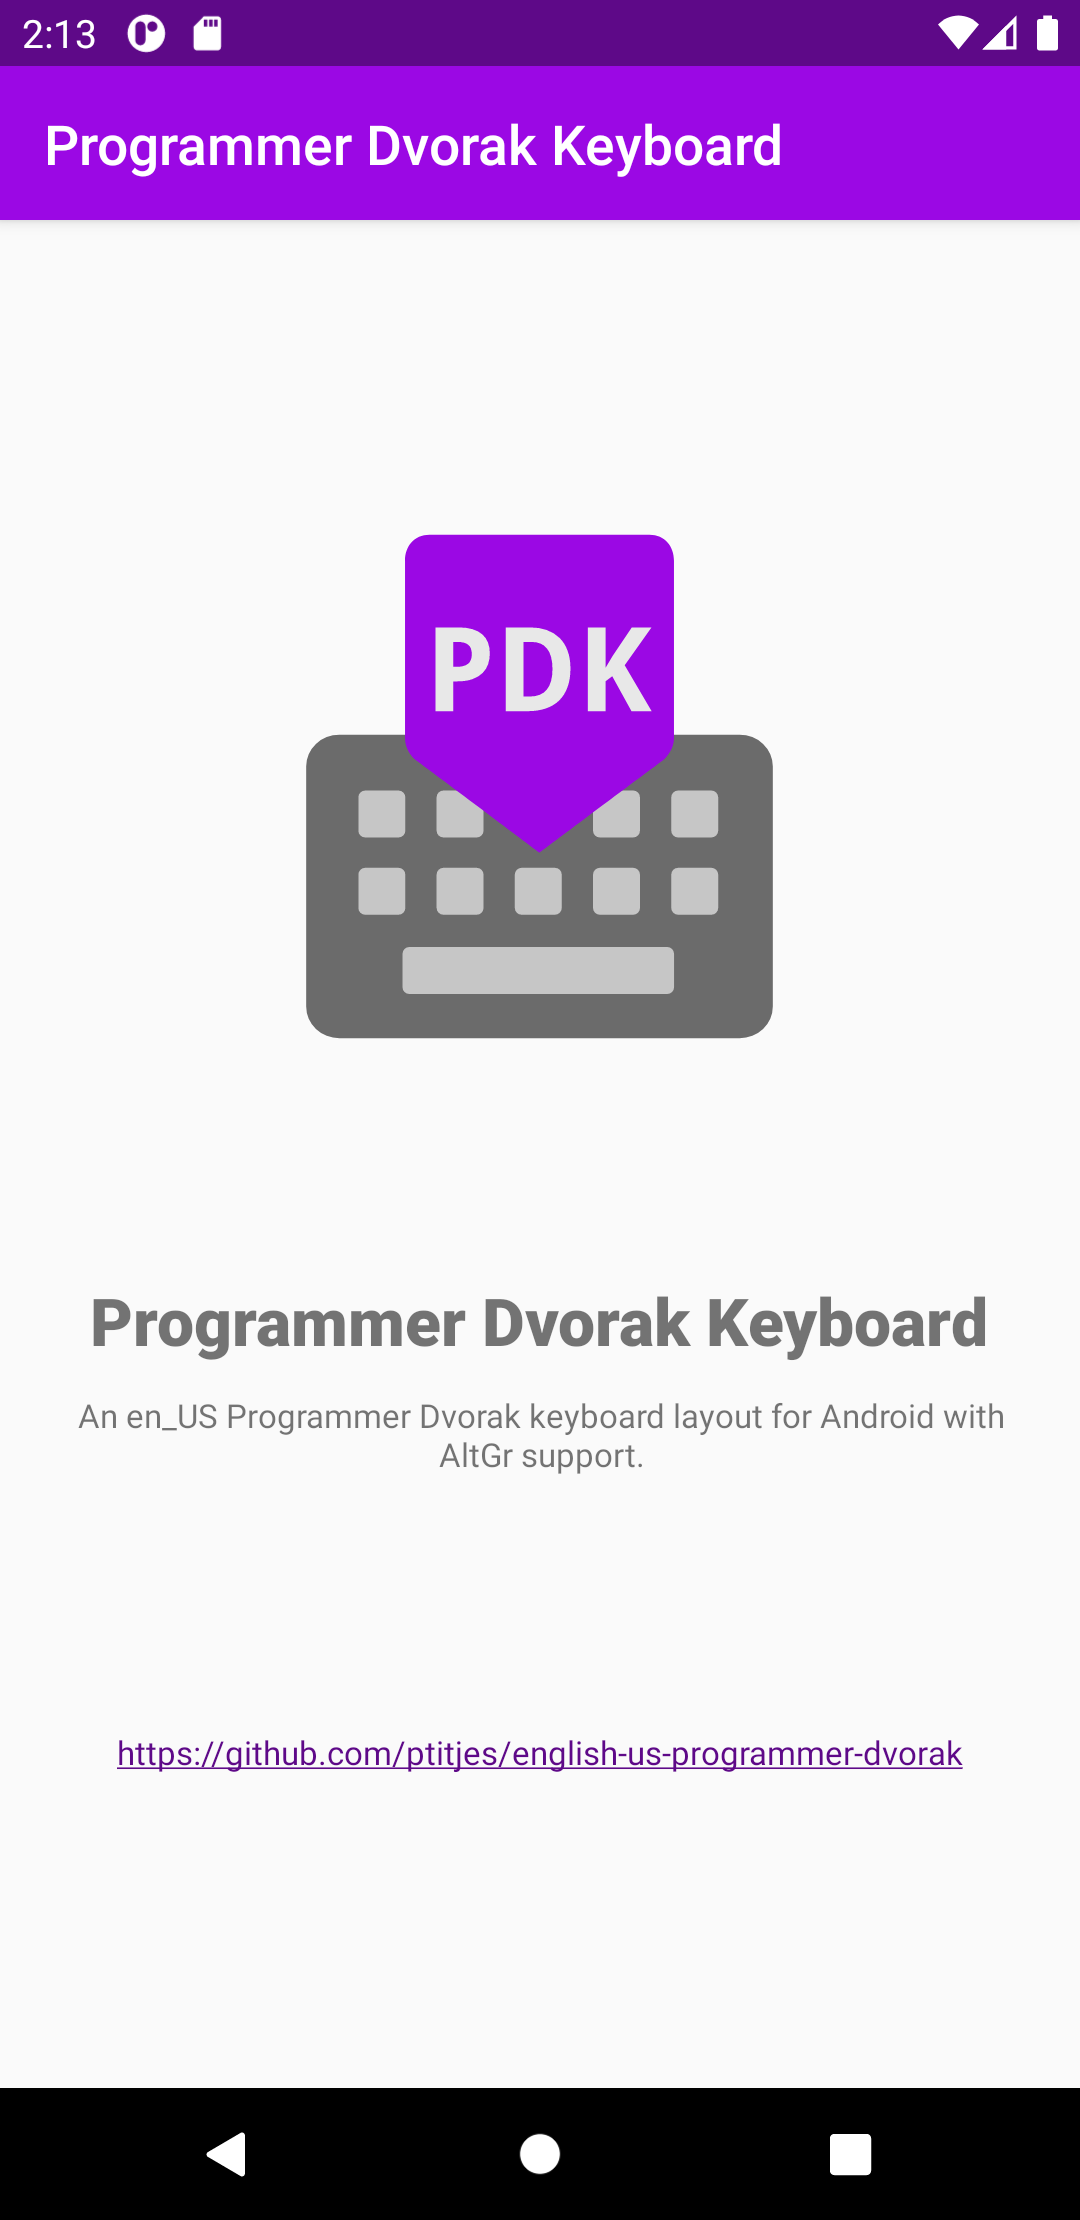 2:13
Programmer Dvorak Keyboard
PDK
Programmer Dvorak Keyboard
An en_US Programmer Dvorak keyboard layout for Android with
AltGr support.
https://github.com/ptitjes/english-us-programmer-dvorak